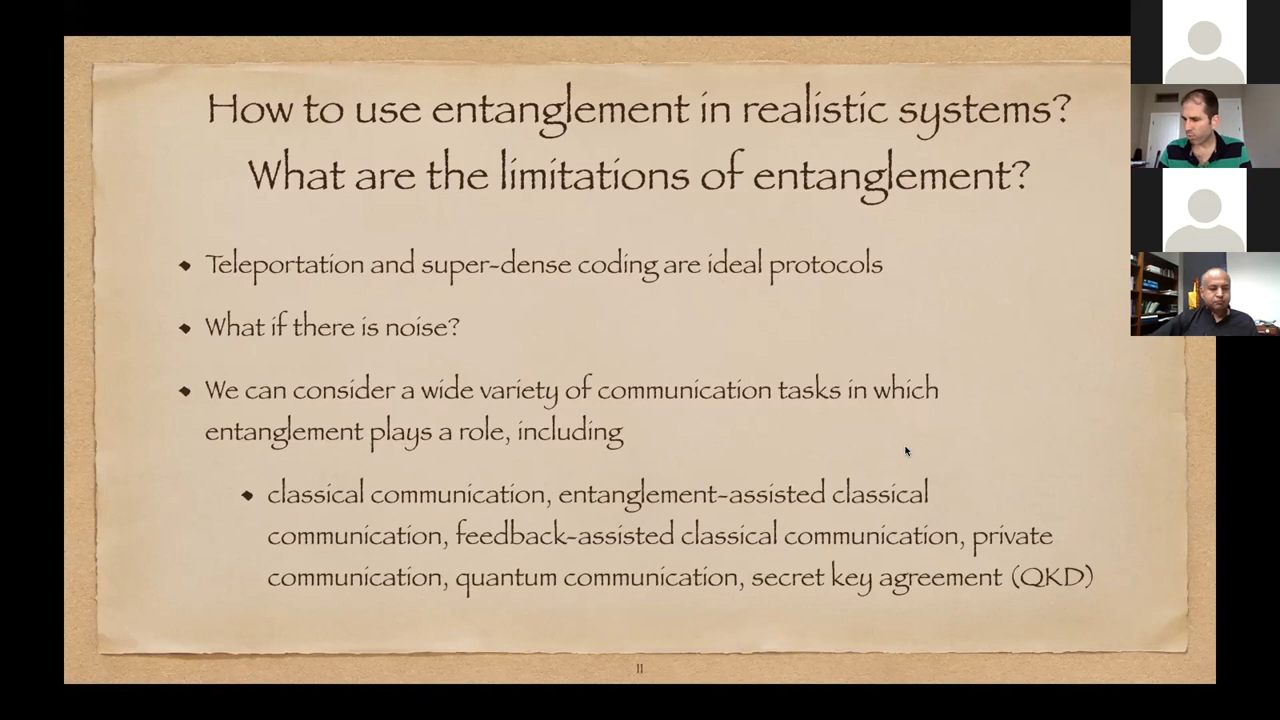 How to use entanglement in realistic systems?
What are the limitations of entanglement?
Teleportation and super-dense coding are ideal protocols
What if there is noise?
We can consider a wide variety of communication tasks in which
entanglement plays a role, including
classical communication, entanglement-assisted classical
communication, feedback-assisted classical communication, private
communication, quantum communication, secret key agreement (QKD)
11